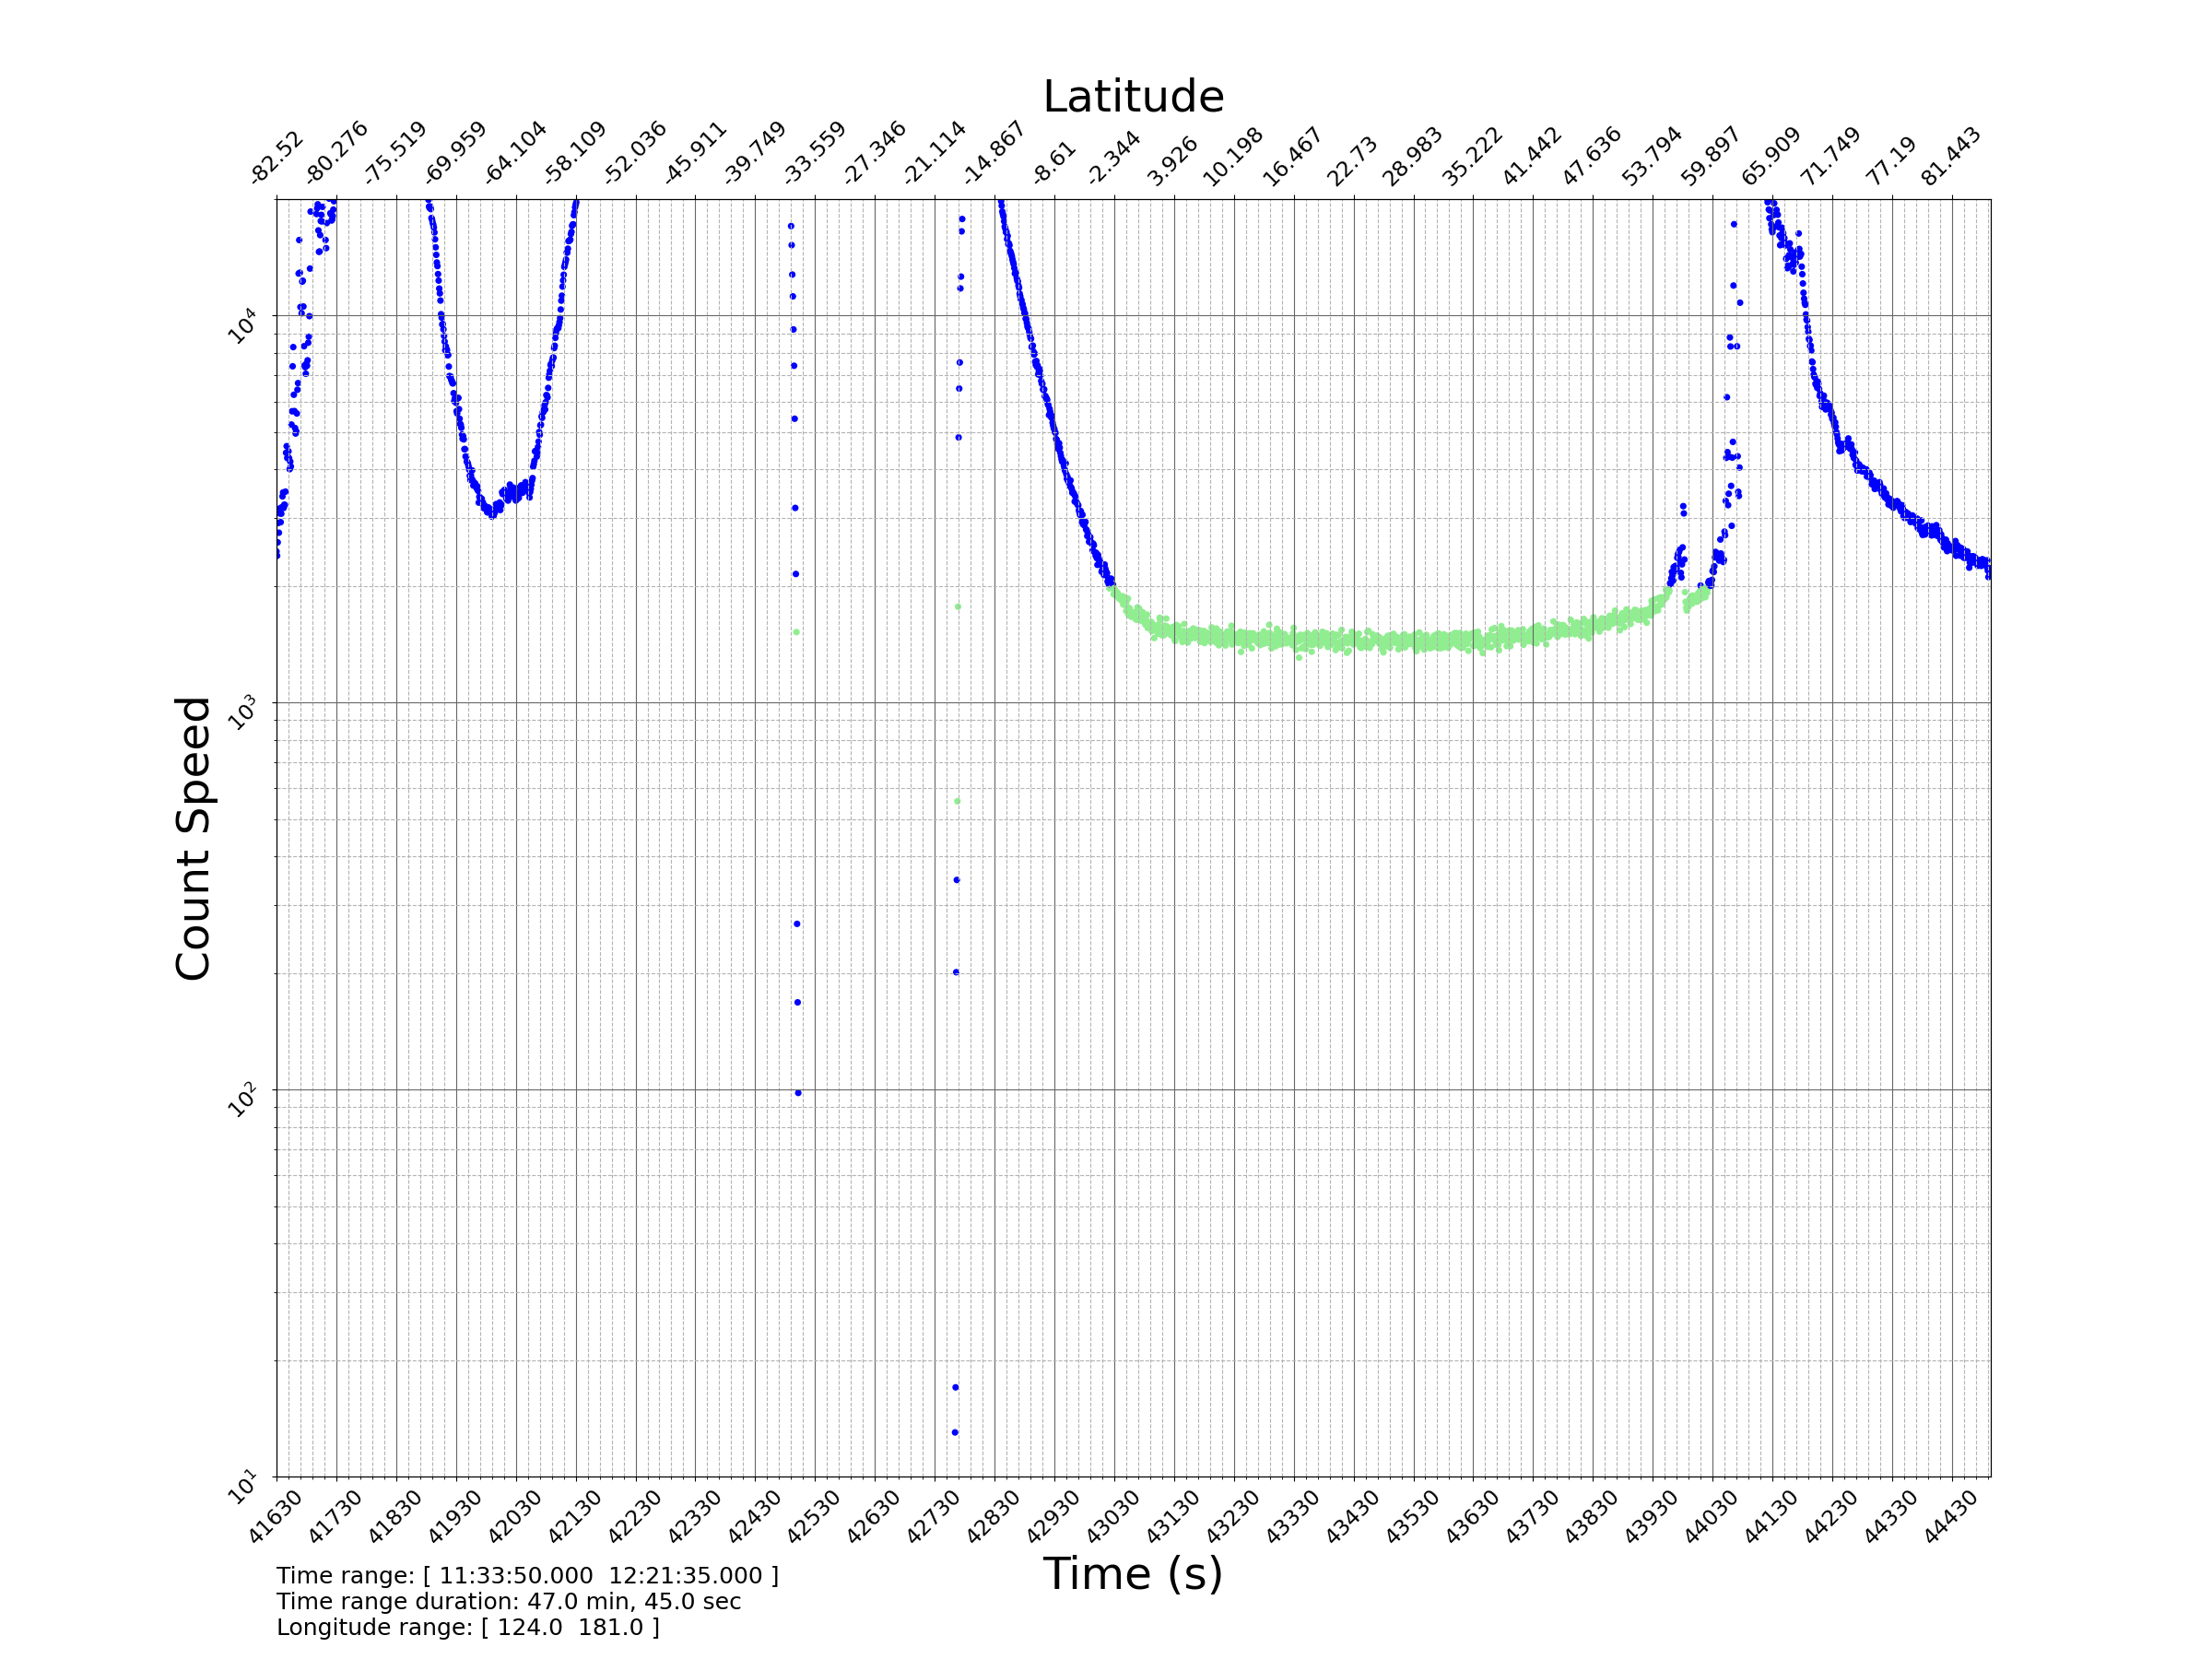 Latitude
-82.52 -80.276 -75.519 -69.959 -64.104 -58.109 -52.036 -45.911 -39.749 -33.559 -27.346 -21.114 -14.867 -8.61 -2.344 3.926 10.198 16.467 22.73 28.983 35.222 41.442 47.636 53.794 59.897 65.909 71.749 77.19 81.443
10⁴
10³
Count Speed
10²
10¹
41630 41730 41830 41930 42030 42130 42230 42330 42430 42530 42630 42730 42830 42930 43030 43130 43230 43330 43430 43530 43630 43730 43830 43930 44030 44130 44230 44330 44430
Time (s)
Time range: [ 11:33:50.000  12:21:35.000 ]
Time range duration: 47.0 min, 45.0 sec
Longitude range: [ 124.0  181.0 ]